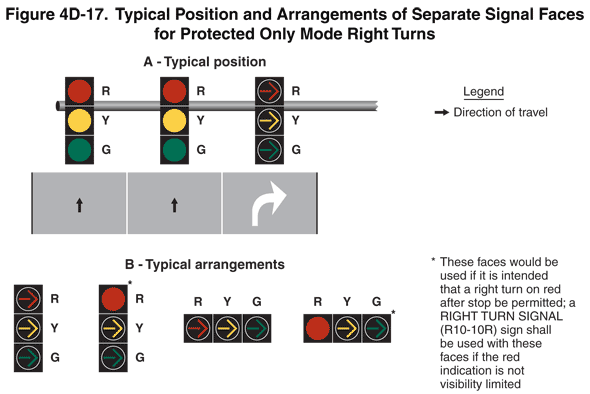 Figure 4D-17. Typical Position and Arrangements of Separate Signal Faces
for Protected Only Mode Right Turns
A - Typical position
R R R
Y Y Y
G G G
Legend
Direction of travel
B - Typical arrangements
*
R
Y
G
R
Y
G
R Y G
R Y G
*
* These faces would be
used if it is intended
that a right turn on red
after stop be permitted; a
RIGHT TURN SIGNAL
(R10-10R) sign shall
be used with these
faces if the red
indication is not
visibility limited